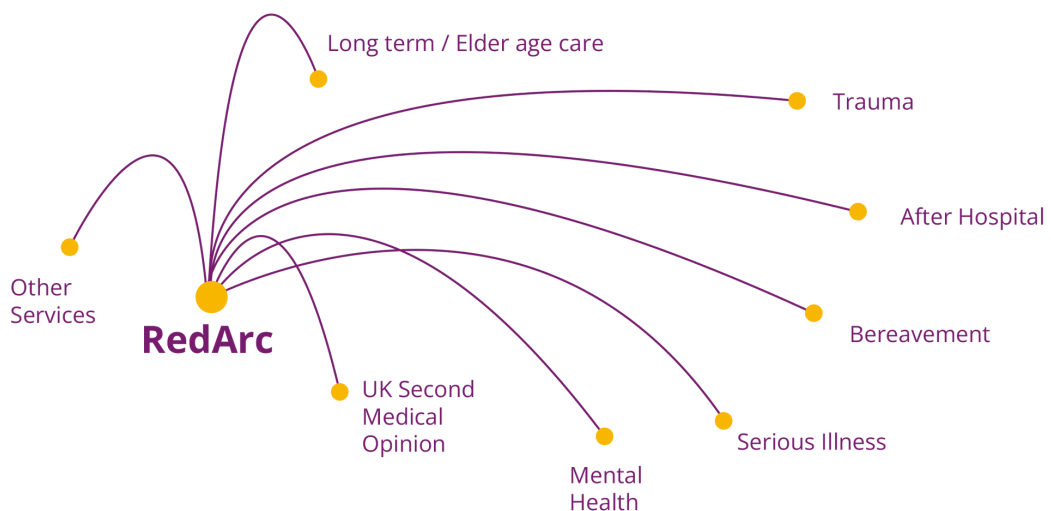 Long term / Elder age care
Trauma
After Hospital
Other
Services
RedArc
Bereavement
UK Second
Medical
Opinion
Serious Illness
Mental
Health